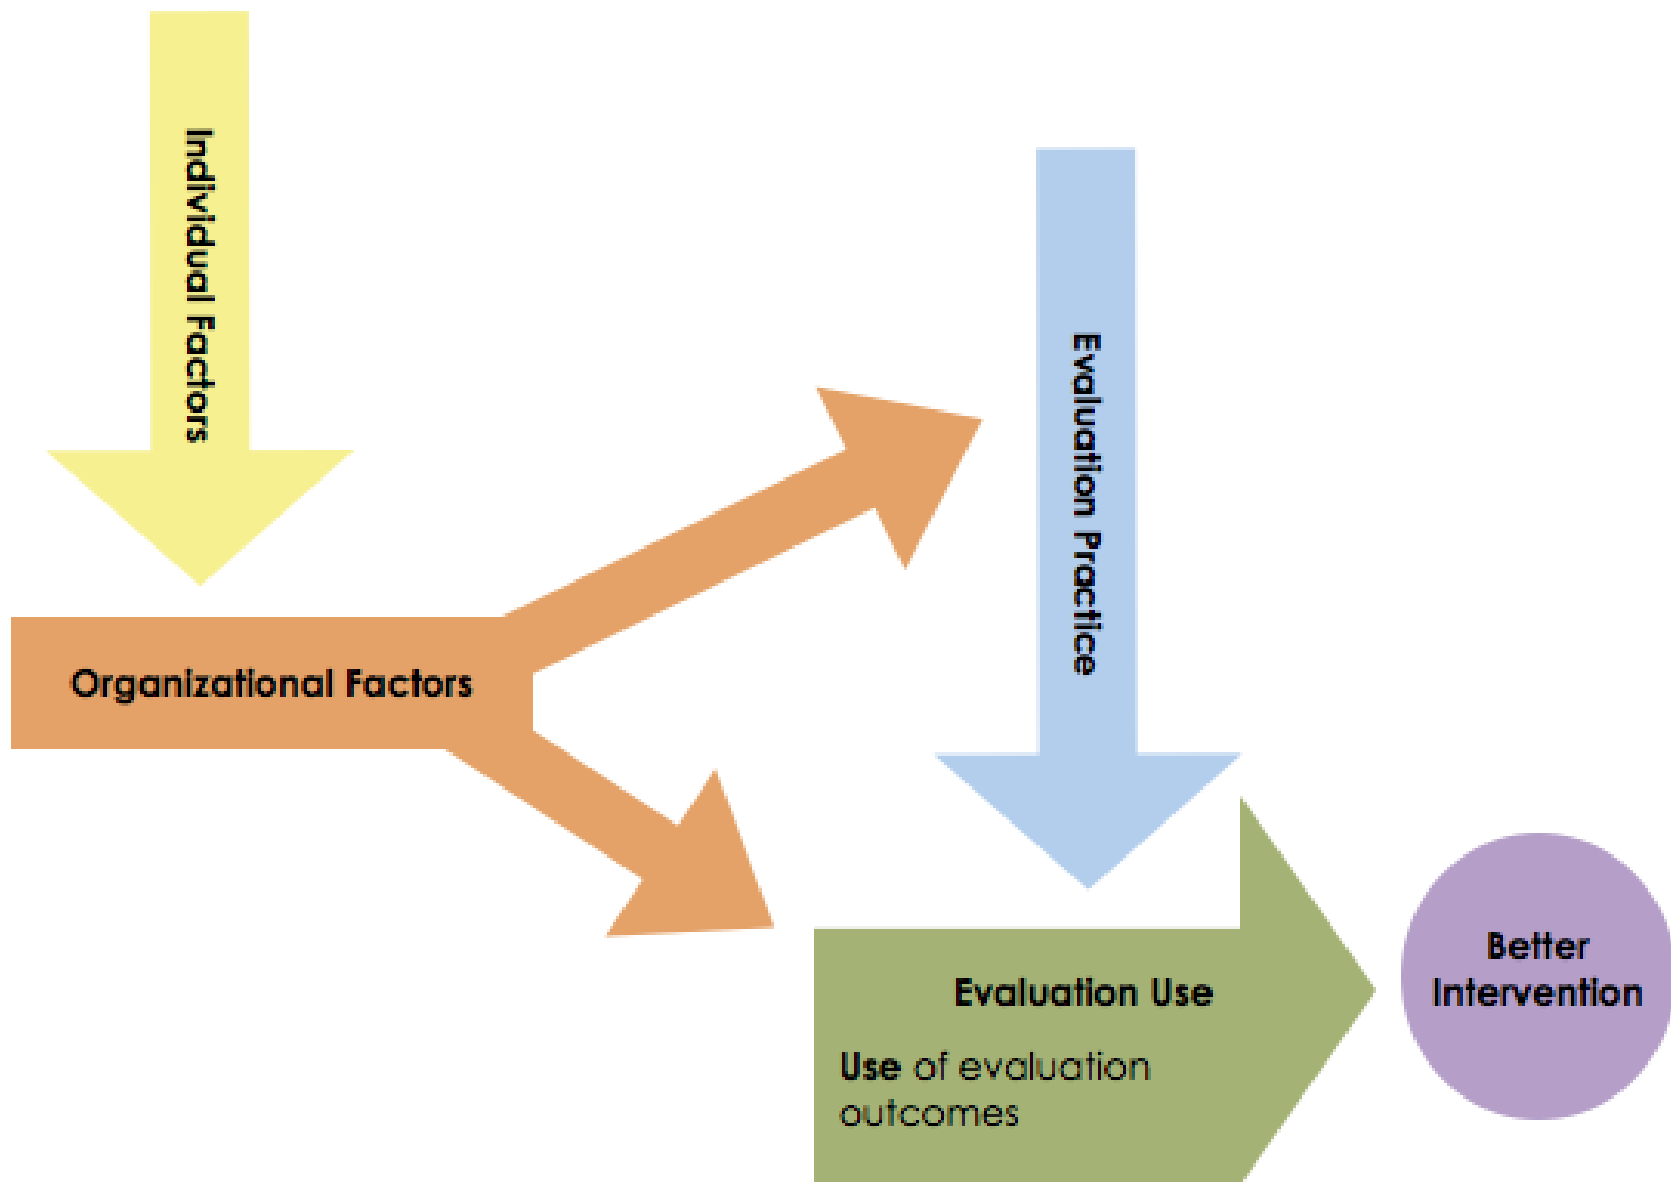 Individual Factors
Evaluation Practice
Organizational Factors
Evaluation Use
Use of evaluation
outcomes
Better
Intervention